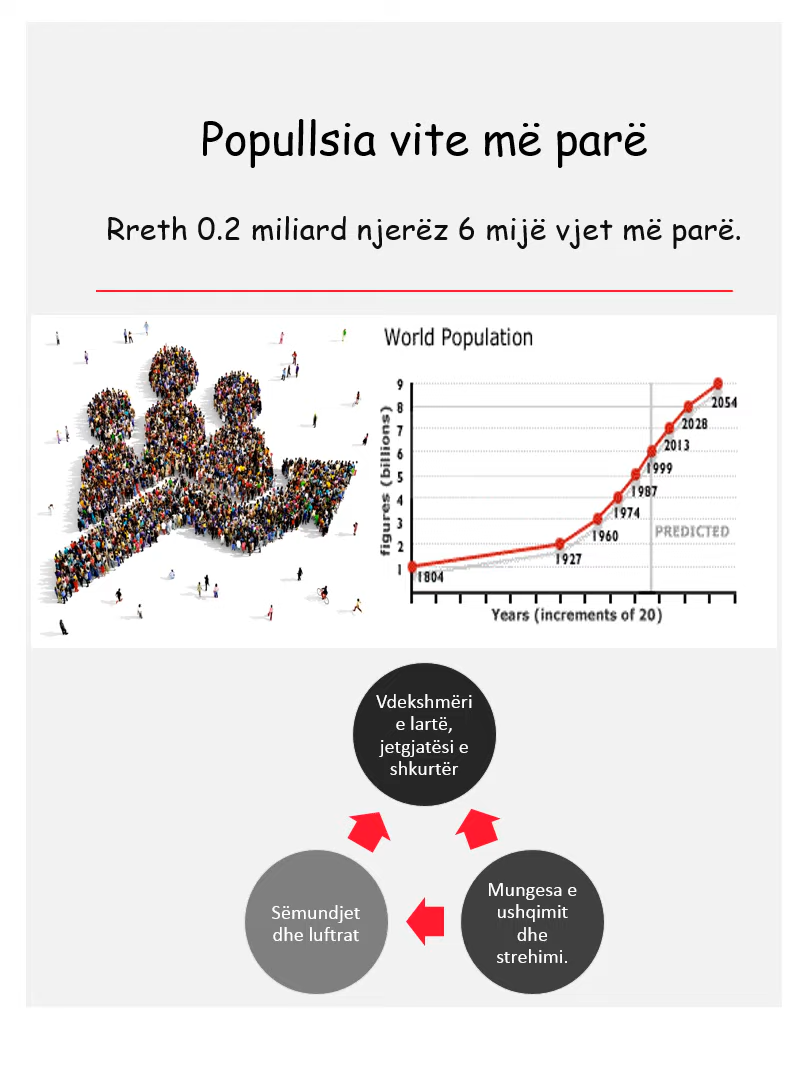 Popullsia vite më parë
Rreth 0.2 miliard njerëz 6 mijë vjet më parë.
World Population
figures (billions)
9
8
7
6
5
4
3
2
1
2054
2028
2013
1999
1987
1974
1960
1927
1804
PREDICTED
Years (increments of 20)
Vdekshmëri
e lartë,
jetgjatësi e
shkurtër
Sëmundjet
dhe luftrat
Mungesa e
ushqimit
dhe
strehimi.